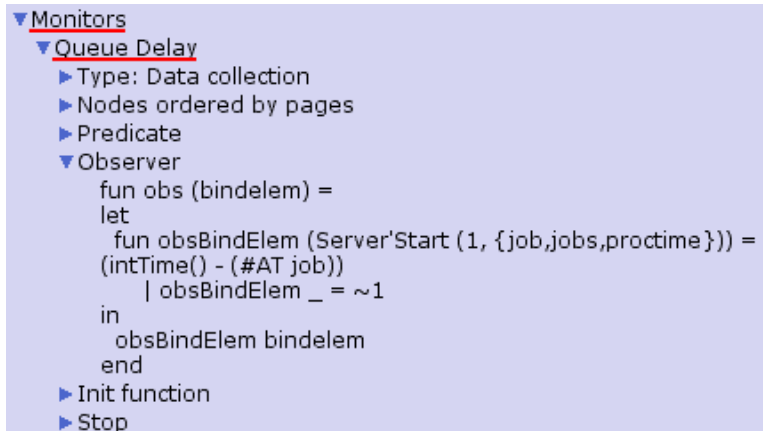 Monitors
Queue Delay
Type: Data collection
Nodes ordered by pages
Predicate
Observer
fun obs (bindelem) =
let
fun obsBindElem (Server'Start (1, {job,jobs,proctime})) =
(intTime() - (#AT job))
| obsBindElem _ = ~1
in
obsBindElem bindelem
end
Init function
Stop